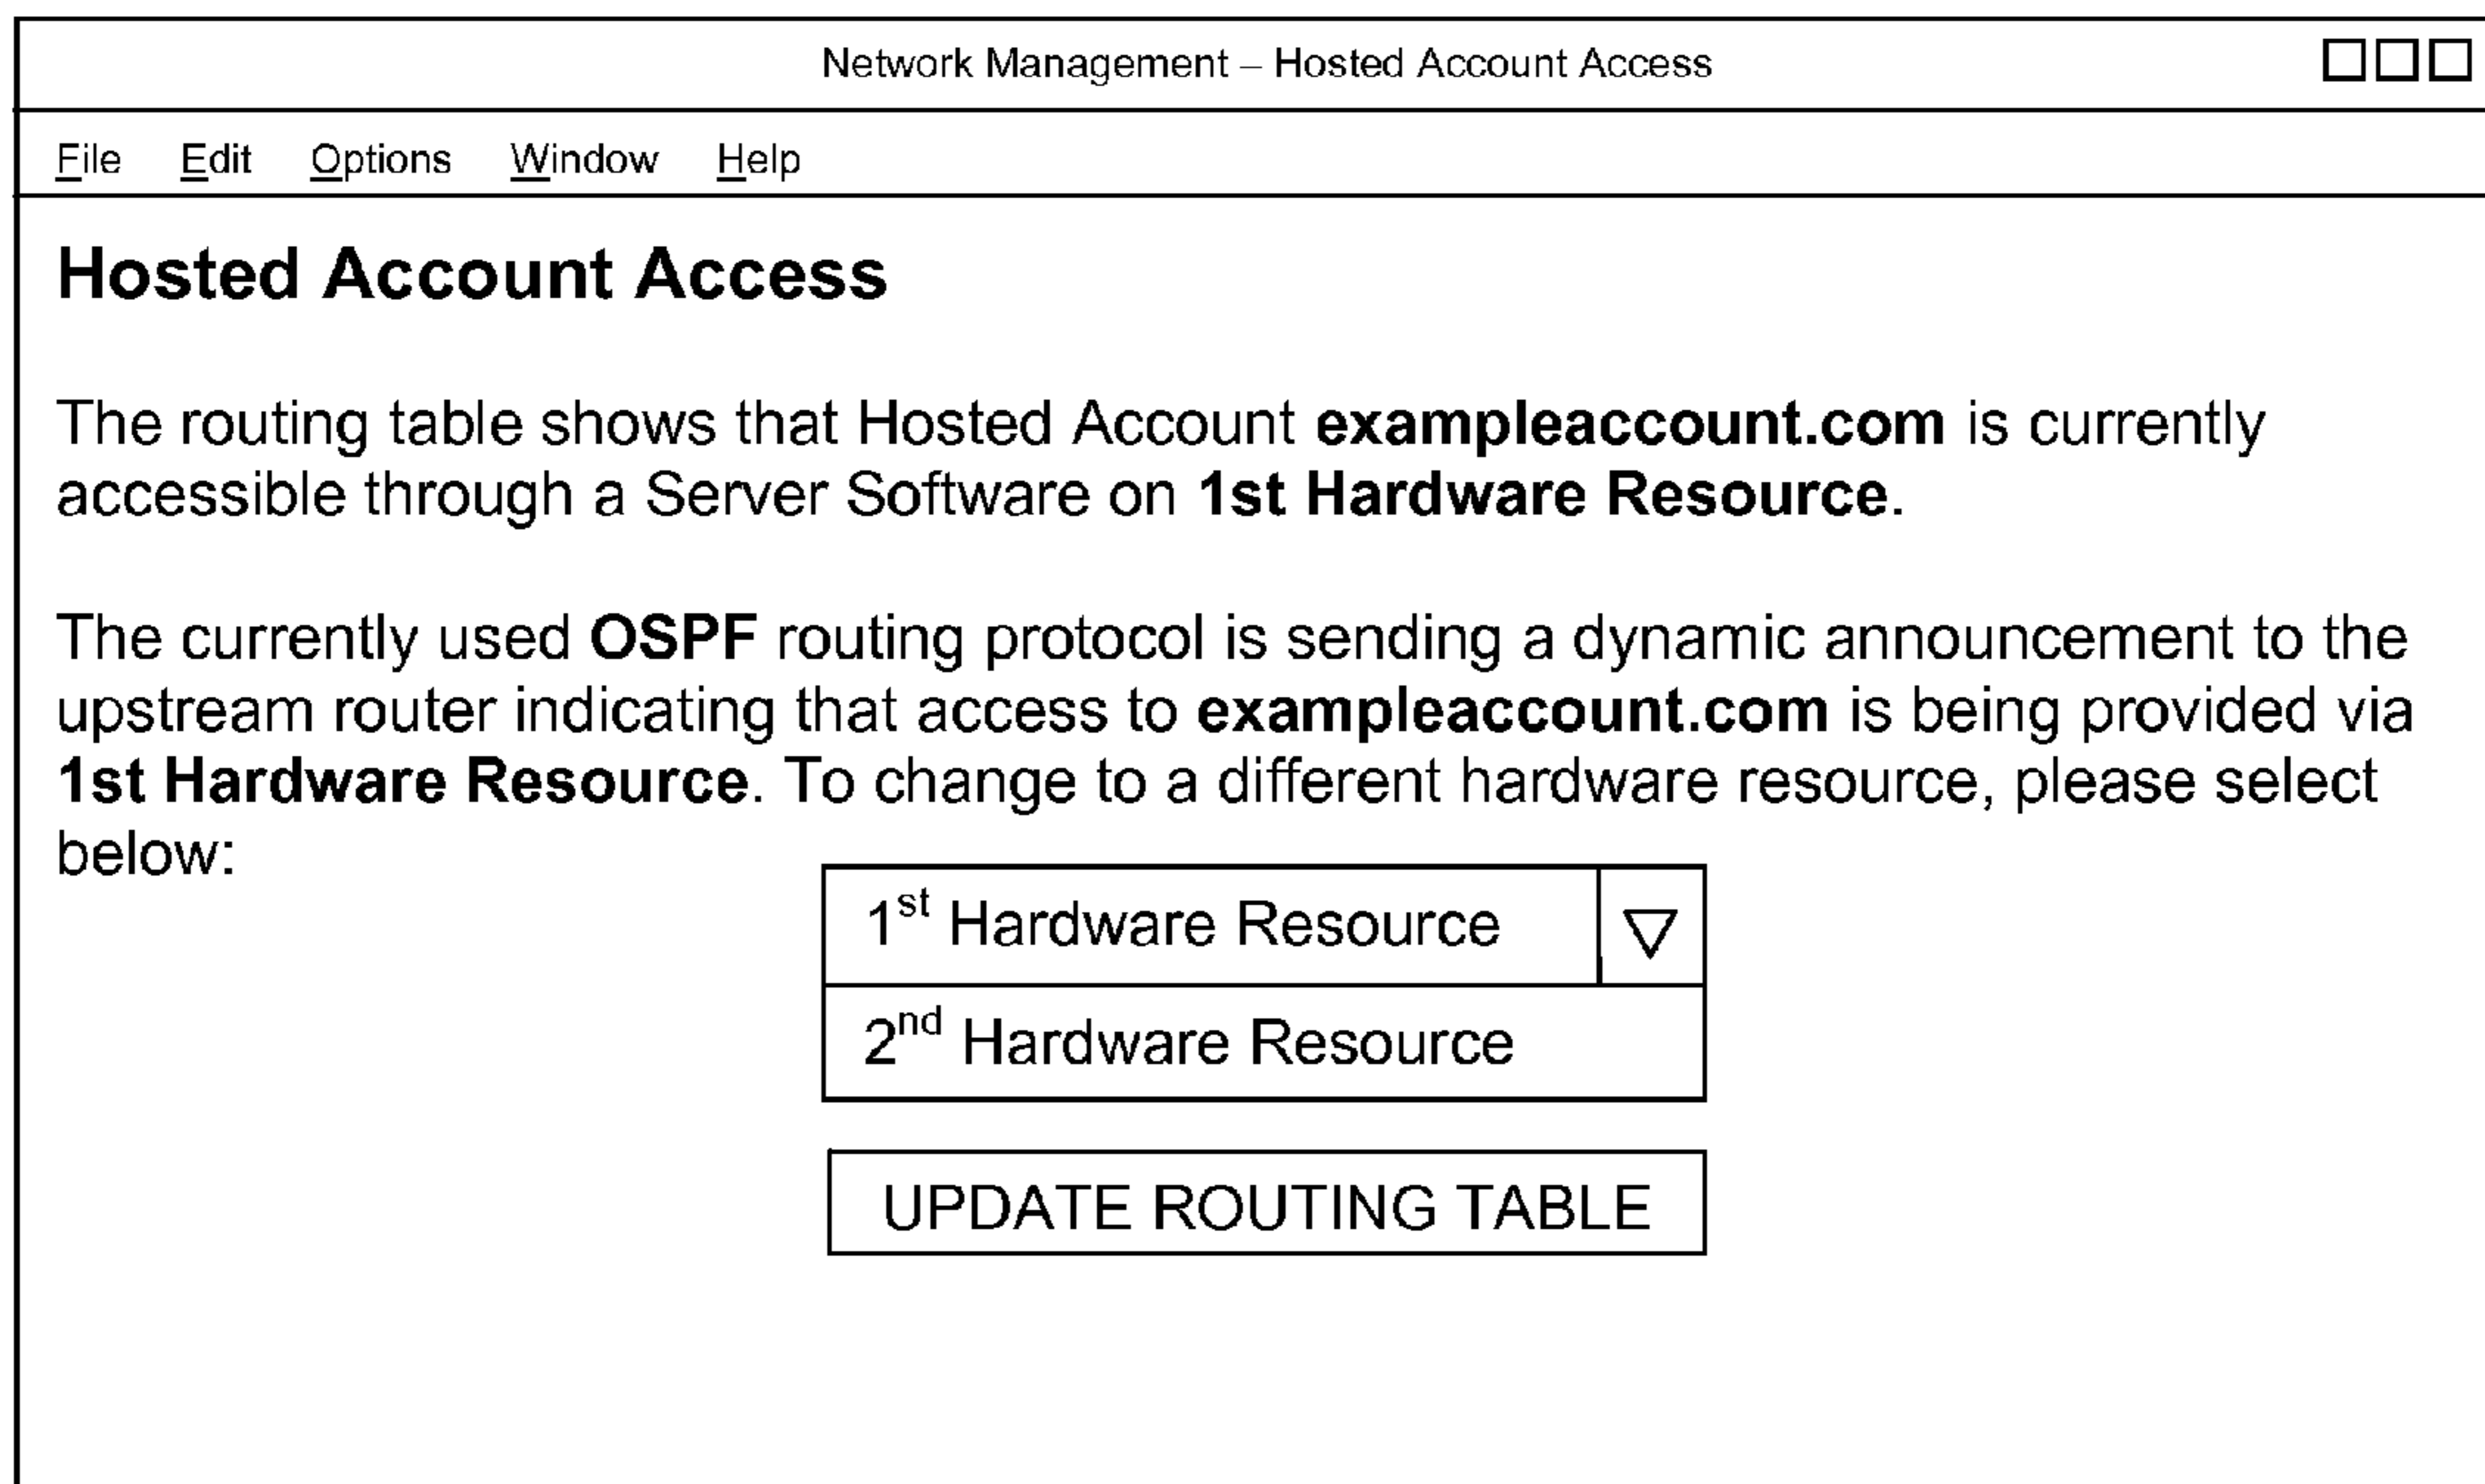 Network Management – Hosted Account Access
File Edit Options Window Help
Hosted Account Access
The routing table shows that Hosted Account exampleaccount.com is currently
accessible through a Server Software on 1st Hardware Resource.
The currently used OSPF routing protocol is sending a dynamic announcement to the
upstream router indicating that access to exampleaccount.com is being provided via
1st Hardware Resource. To change to a different hardware resource, please select
below:
1st Hardware Resource
2nd Hardware Resource
UPDATE ROUTING TABLE